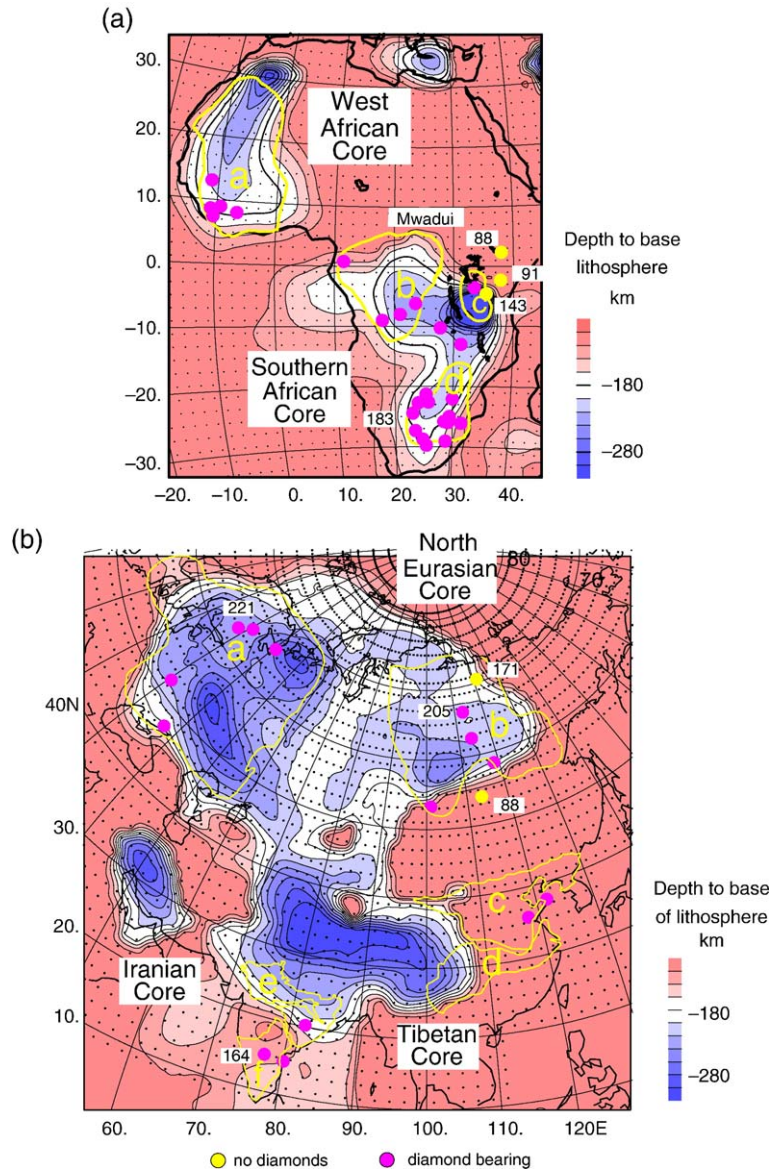 (a)
30.
20.
10.
0.
−10.
−20.
−30.
West
African
Core
a
Mwadui
88
91
b
c
143
Southern
African
Core
d
183
−20.
−10.
0.
10.
20.
30.
40.
Depth to base
lithosphere
km
−180
−280
(b)
North
Eurasian
Core
80
70
221
a
171
40N
205
b
88
30.
c
20.
d
e
Iranian
Core
10.
Tibetan
Core
164
f
60.
70.
80.
90.
100.
110.
120E
Depth to base
of lithosphere
km
−180
−280
no diamonds
diamond bearing